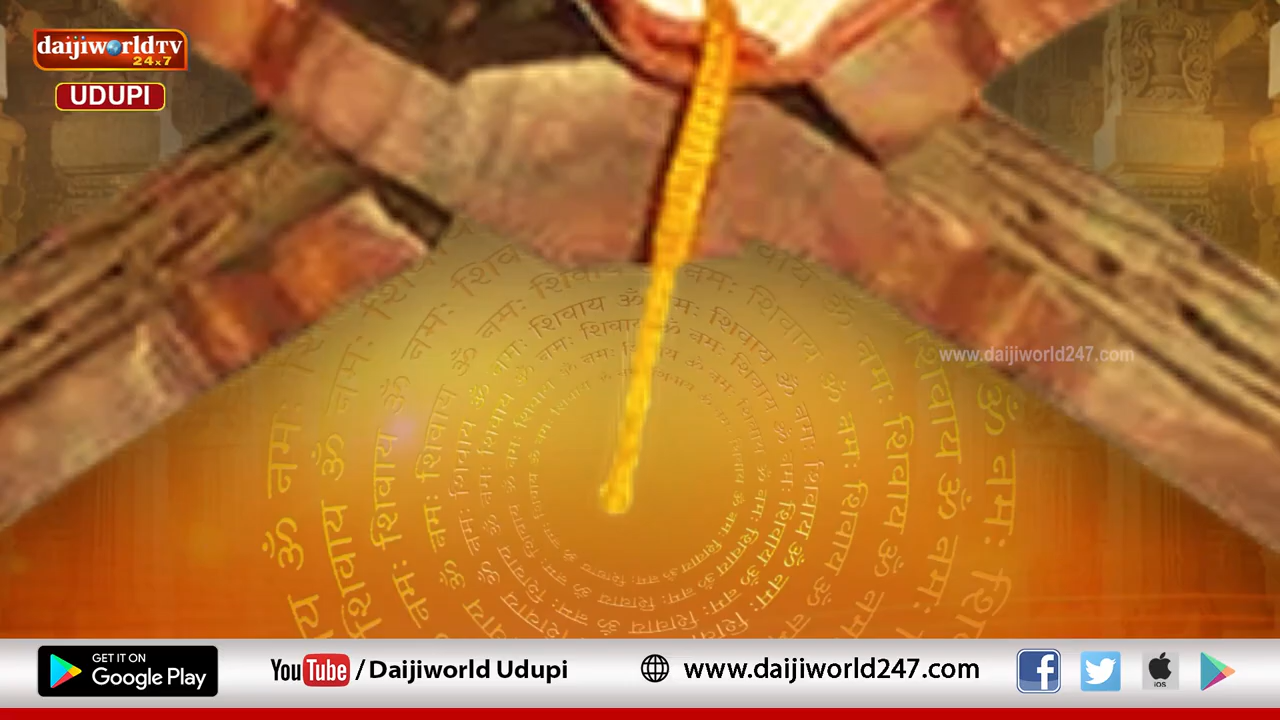 daijiworldTV
24x7
UDUPI
ॐ नमः शिवाय ॐ नमः शिवाय ॐ नमः शिवाय
www.daijiworld247.com
GET IT ON
Google Play
YouTube / Daijiworld Udupi
www.daijiworld247.com
iOS